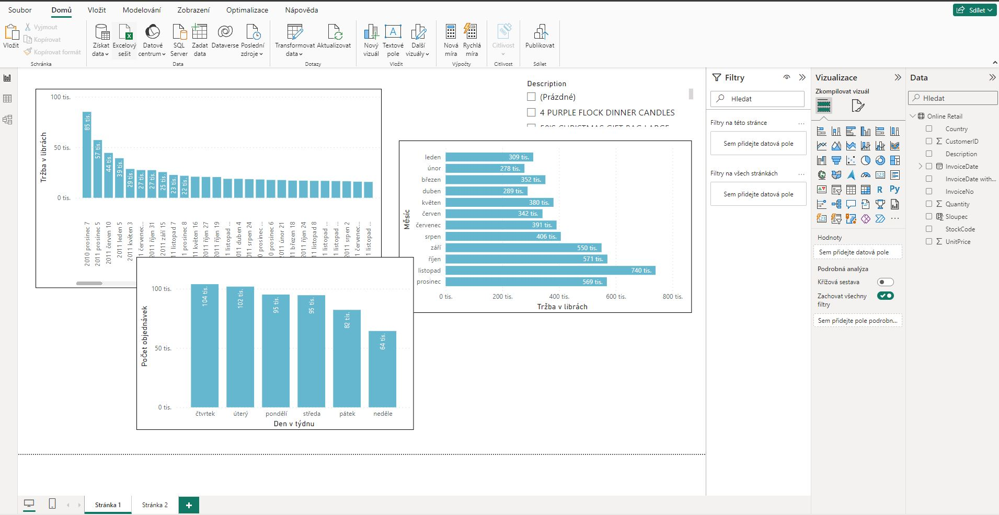 Soubor Domů Vložit Modelování Zobrazení Optimalizace Nápověda
Sdílet
Vložit
Vyjmout
Kopírovat
Kopírovat formát
Schránka
Získat data
Excelový sešit
Datové centrum
SQL Server
Zadat data
Dataverse
Poslední zdroje
Data
Transformovat data
Aktualizovat
Dotazy
Nový vizuál
Textové pole
Další vizuály
Vložit
Nová míra
Rychlá míra
Výpočty
Citlivost
Citlivost
Publikovat
Sdílet
100 tis.
50 tis.
0 tis.
Tržba v librách
85 tis.
57 tis.
44 tis.
39 tis.
29 tis.
27 tis.
27 tis.
25 tis.
23 tis.
22 tis.
2010 prosinec 7
2011 prosinec 5
2011 červen 10
2011 leden 5
2011 květen 3
1 červenec...
2011 říjen 31
2011 září 15
11 listopad 7
1 prosinec 8
11 květen 16
2011 říjen 27
2011 říjen 19
1 listopad ...
011 duben 4
011 srpen 24
0 prosinec ...
0 prosinec 6
2011 únor 21
11 březen 18
2011 říjen 24
11 listopad 8
1 listopad ...
1 listopad ...
2011 srpen 2
1 červenec...
1 listopad ...
Description
(Prázdné)
4 PURPLE FLOCK DINNER CANDLES
50'S CHRISTMAS GIFT BAG LARGE
Měsíc
leden 309 tis.
únor 278 tis.
březen 352 tis.
duben 289 tis.
květen 380 tis.
červen 342 tis.
červenec 391 tis.
srpen 406 tis.
září 550 tis.
říjen 571 tis.
listopad 740 tis.
prosinec 569 tis.
0 tis. 200 tis. 400 tis. 600 tis. 800 tis.
Tržba v librách
100 tis.
50 tis.
0 tis.
Počet objednávek
104 tis.
102 tis.
95 tis.
95 tis.
82 tis.
64 tis.
čtvrtek úterý pondělí středa pátek neděle
Den v týdnu
Filtry
Hledat
Filtry na této stránce ...
Sem přidejte datová pole
Filtry na všech stránkách ...
Sem přidejte datová pole
Vizualizace
Zkompilovat vizuál
R Py
...
Hodnoty
Sem přidejte datová pole
Podrobná analýza
Křížová sestava
Zachovat všechny
filtry
Sem přidejte pole podrobn...
Data
Hledat
Online Retail
Country
CustomerID
Description
InvoiceDate
InvoiceDate with...
InvoiceNo
Quantity
Sloupec
StockCode
UnitPrice
Stránka 1 Stránka 2 +